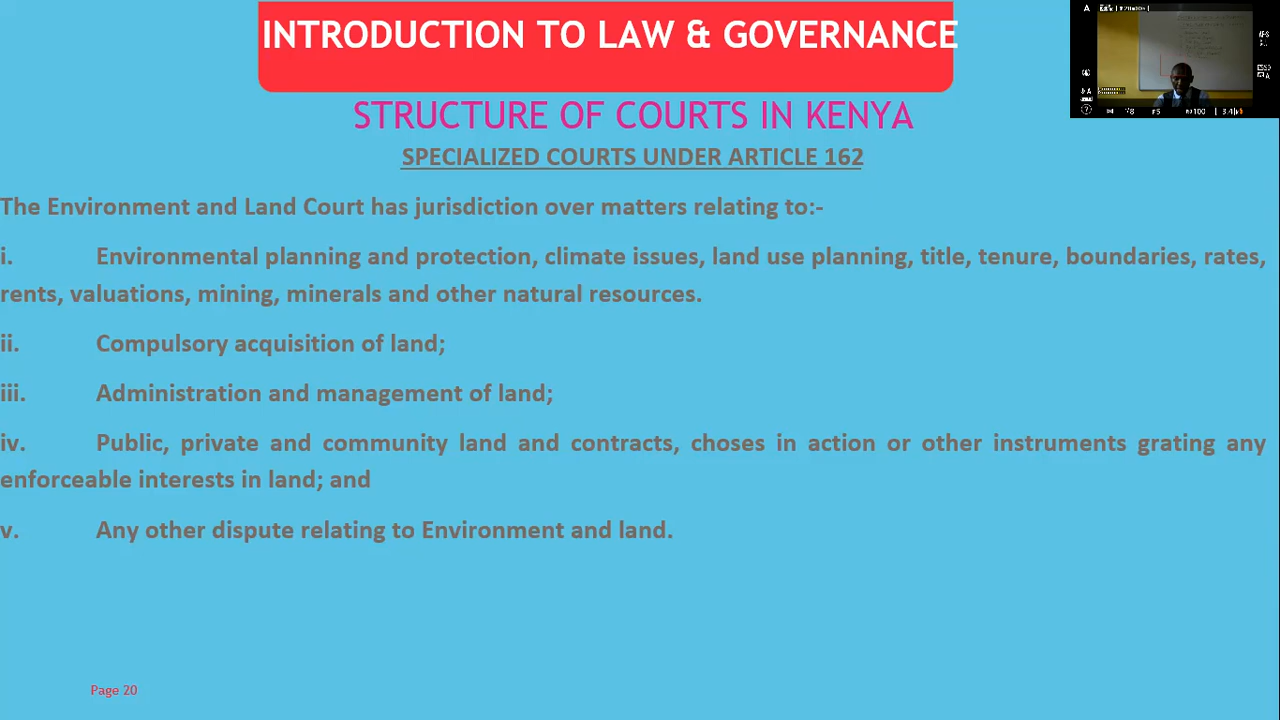 INTRODUCTION TO LAW & GOVERNANCE
STRUCTURE OF COURTS IN KENYA
SPECIALIZED COURTS UNDER ARTICLE 162
The Environment and Land Court has jurisdiction over matters relating to:-
i. Environmental planning and protection, climate issues, land use planning, title, tenure, boundaries, rates,
rents, valuations, mining, minerals and other natural resources.
ii. Compulsory acquisition of land;
iii. Administration and management of land;
iv. Public, private and community land and contracts, choses in action or other instruments grating any
enforceable interests in land; and
v. Any other dispute relating to Environment and land.
Page 20